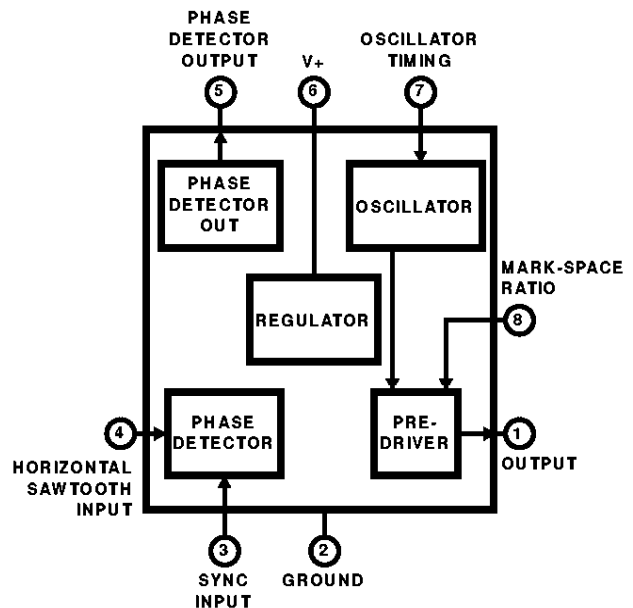 PHASE
DETECTOR
OUTPUT
V+
OSCILLATOR
TIMING
5
6
7
PHASE
DETECTOR
OUT
OSCILLATOR
MARK-SPACE
RATIO
REGULATOR
8
PHASE
DETECTOR
PRE-
DRIVER
4
1
HORIZONTAL
SAWTOOTH
INPUT
OUTPUT
3
2
SYNC
INPUT
GROUND